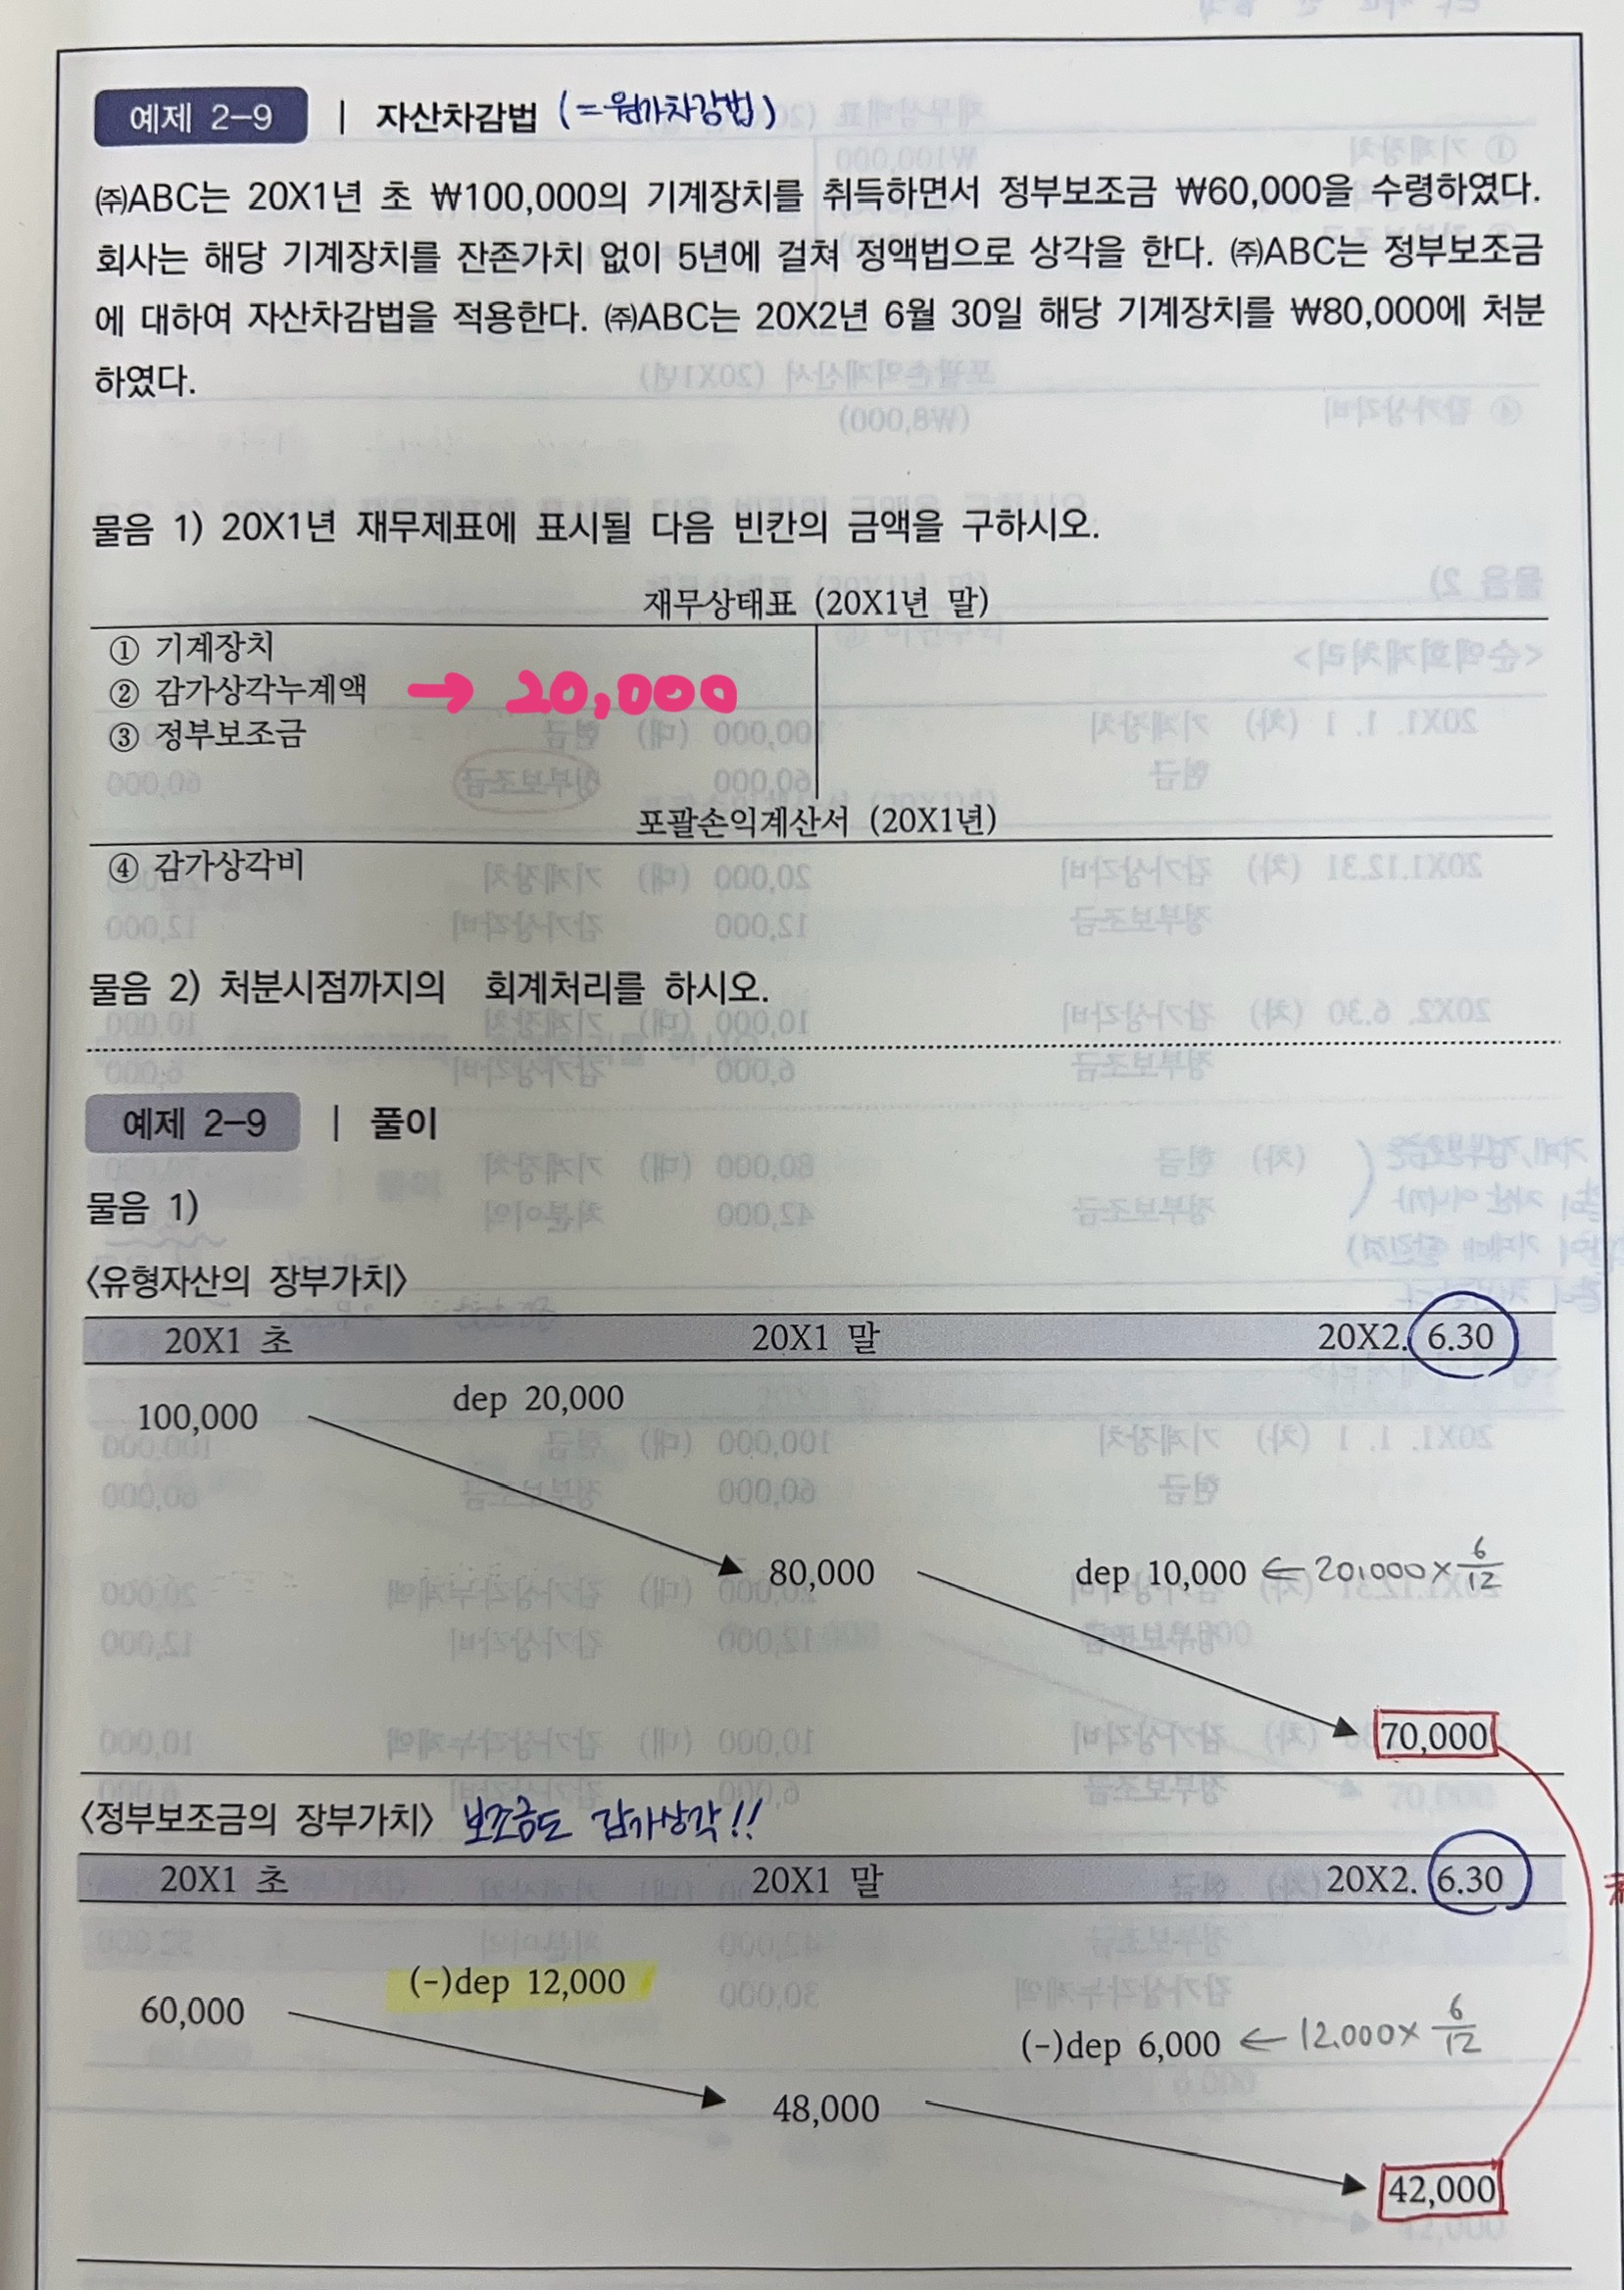 예제 2-9 | 자산차감법 (=원가차감법)
㈜ABC는 20X1년 초 ₩100,000의 기계장치를 취득하면서 정부보조금 ₩60,000을 수령하였다.
회사는 해당 기계장치를 잔존가치 없이 5년에 걸쳐 정액법으로 상각을 한다. ㈜ABC는 정부보조금
에 대하여 자산차감법을 적용한다. ㈜ABC는 20X2년 6월 30일 해당 기계장치를 ₩80,000에 처분
하였다.
물음 1) 20X1년 재무제표에 표시될 다음 빈칸의 금액을 구하시오.
재무상태표 (20X1년 말)
① 기계장치
② 감가상각누계액 → 20,000
③ 정부보조금
포괄손익계산서 (20X1년)
④ 감가상각비
물음 2) 처분시점까지의 회계처리를 하시오.
예제 2-9 | 풀이
물음 1)
〈유형자산의 장부가치〉
20X1 초 20X1 말 20X2. 6.30
100,000 dep 20,000
80,000 dep 10,000 ← 20,000 × 6/12
70,000
〈정부보조금의 장부가치〉 보조금도 감가상각!!
20X1 초 20X1 말 20X2. 6.30
60,000 (-)dep 12,000
48,000 (-)dep 6,000 ← 12.000× 6/12
42,000